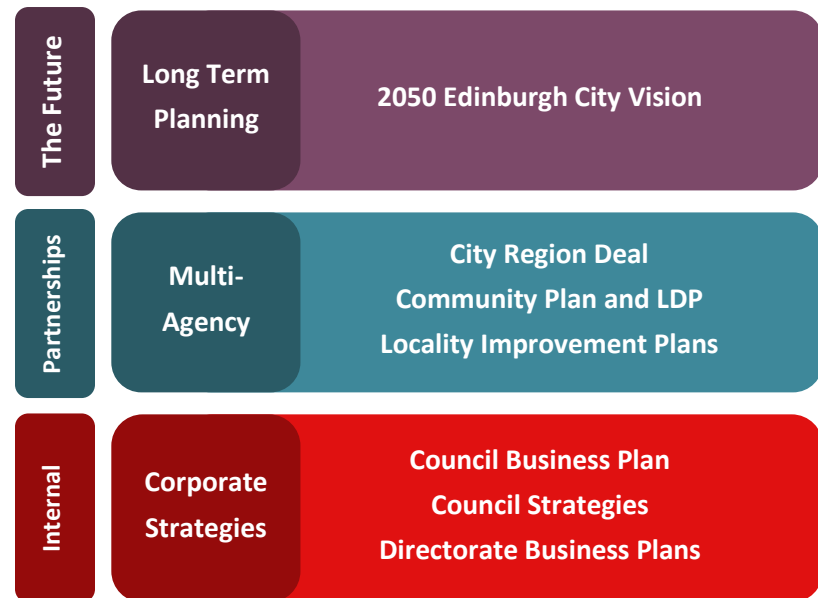 The Future
Long Term
Planning
2050 Edinburgh City Vision
Partnerships
Multi-
Agency
City Region Deal
Community Plan and LDP
Locality Improvement Plans
Internal
Corporate
Strategies
Council Business Plan
Council Strategies
Directorate Business Plans